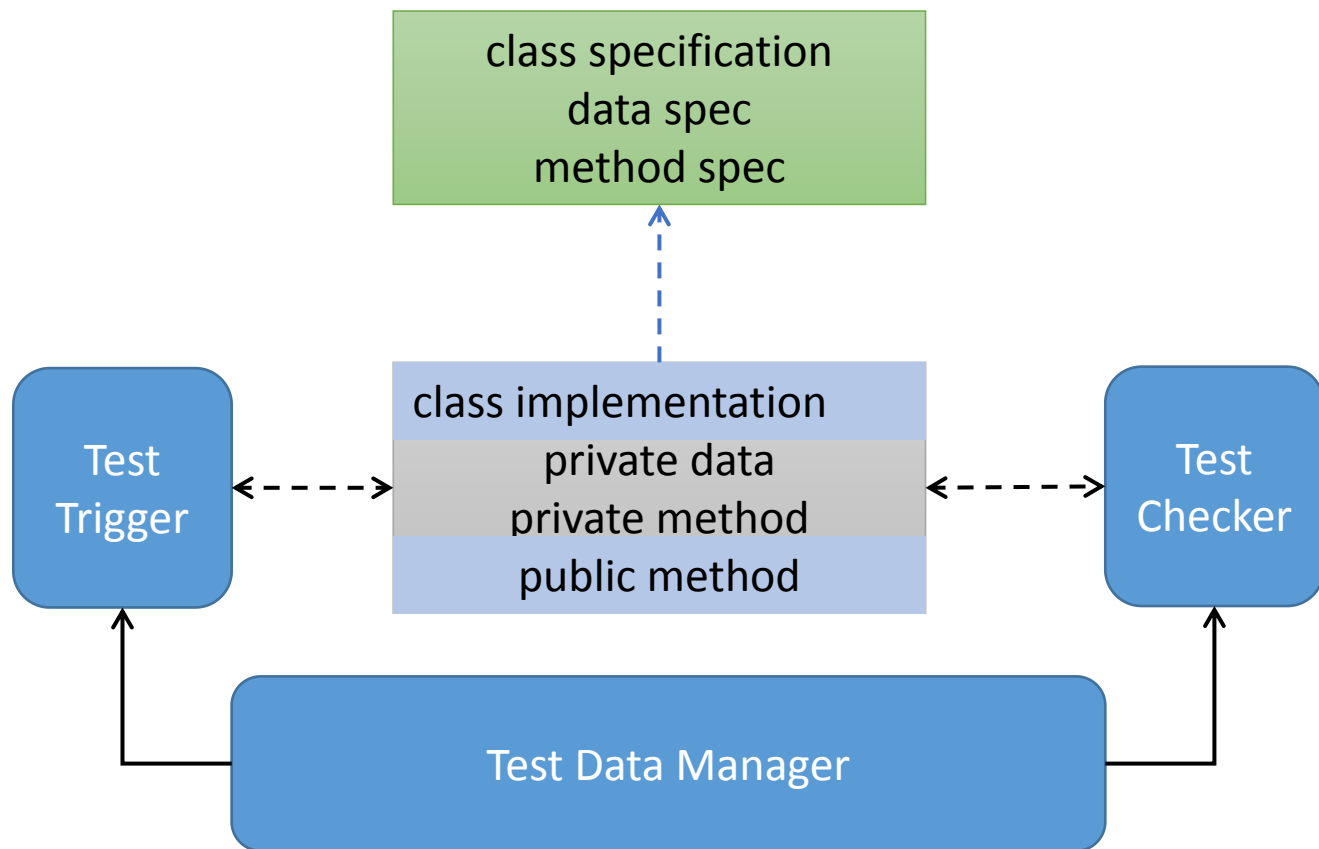 class specification
data spec
method spec
class implementation
private data
private method
public method
Test
Trigger
Test
Checker
Test Data Manager